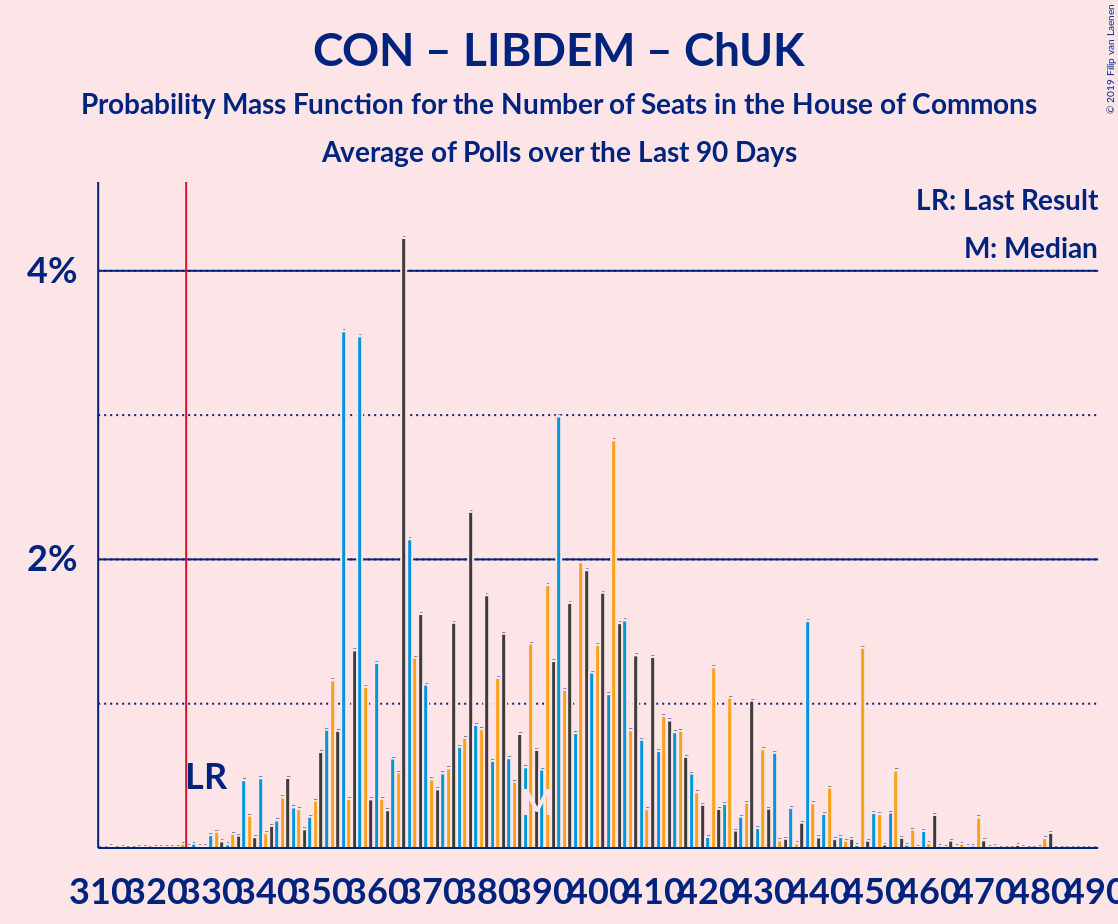 CON – LIBDEM – ChUK
Probability Mass Function for the Number of Seats in the House of Commons
Average of Polls over the Last 90 Days
© 2019 Filip van Laenen
LR: Last Result
M: Median
4%
2%
LR
M
310 320 330 340 350 360 370 380 390 400 410 420 430 440 450 460 470 480 490